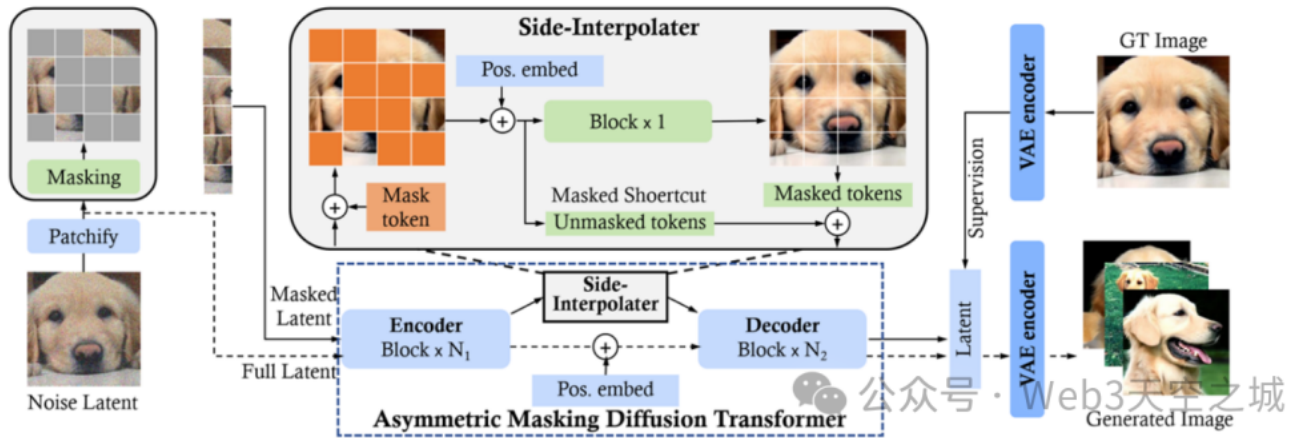 Side-Interpolater
Masking
Patchify
Noise Latent
Pos. embed
Block x 1
Mask
token
Masked Shoertcut
Unmasked tokens
Masked tokens
GT Image
VAE encoder
Supervision
Masked
Latent
Full Latent
Encoder
Block × N₁
Side-
Interpolater
Pos. embed
Decoder
Block × N₂
Asymmetric Masking Diffusion Transformer
Latent
VAE encoder
Generated Image
公众号 · Web3天空之城